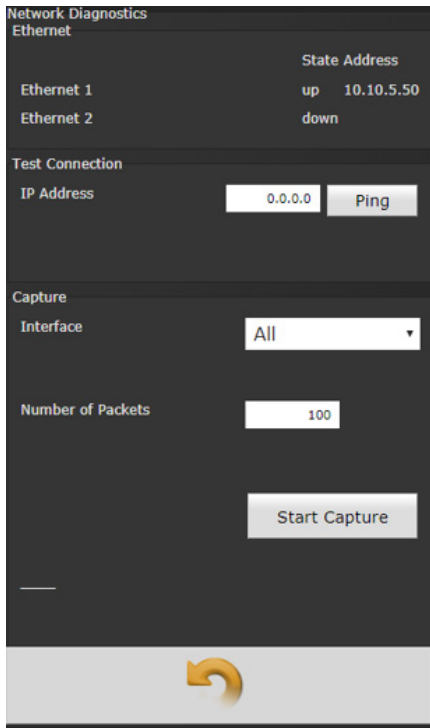 Network Diagnostics
Ethernet
State Address
Ethernet 1 up 10.10.5.50
Ethernet 2 down
Test Connection
IP Address 0.0.0.0 Ping
Capture
Interface All
Number of Packets 100
Start Capture